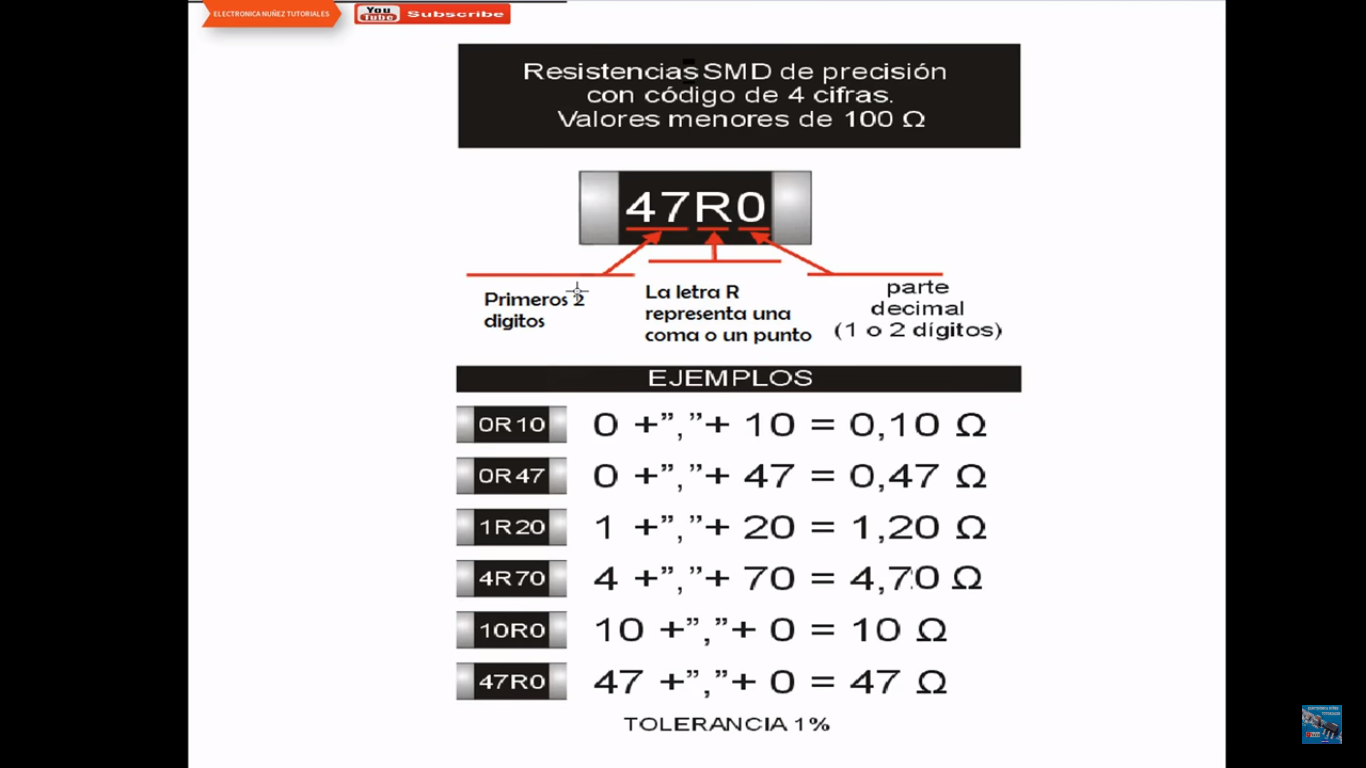 ELECTRONICA NUÑEZ TUTORIALES
You Tube Subscribe
Resistencias SMD de precisión
con código de 4 cifras.
Valores menores de 100 Ω
47R0
Primeros 2
digitos
La letra R
representa una
coma o un punto
parte
decimal
(1 o 2 dígitos)
EJEMPLOS
0R10 0 +”,”+ 10 = 0,10 Ω
0R47 0 +”,”+ 47 = 0,47 Ω
1R20 1 +”,”+ 20 = 1,20 Ω
4R70 4 +”,”+ 70 = 4,70 Ω
10R0 10 +”,”+ 0 = 10 Ω
47R0 47 +”,”+ 0 = 47 Ω
TOLERANCIA 1%